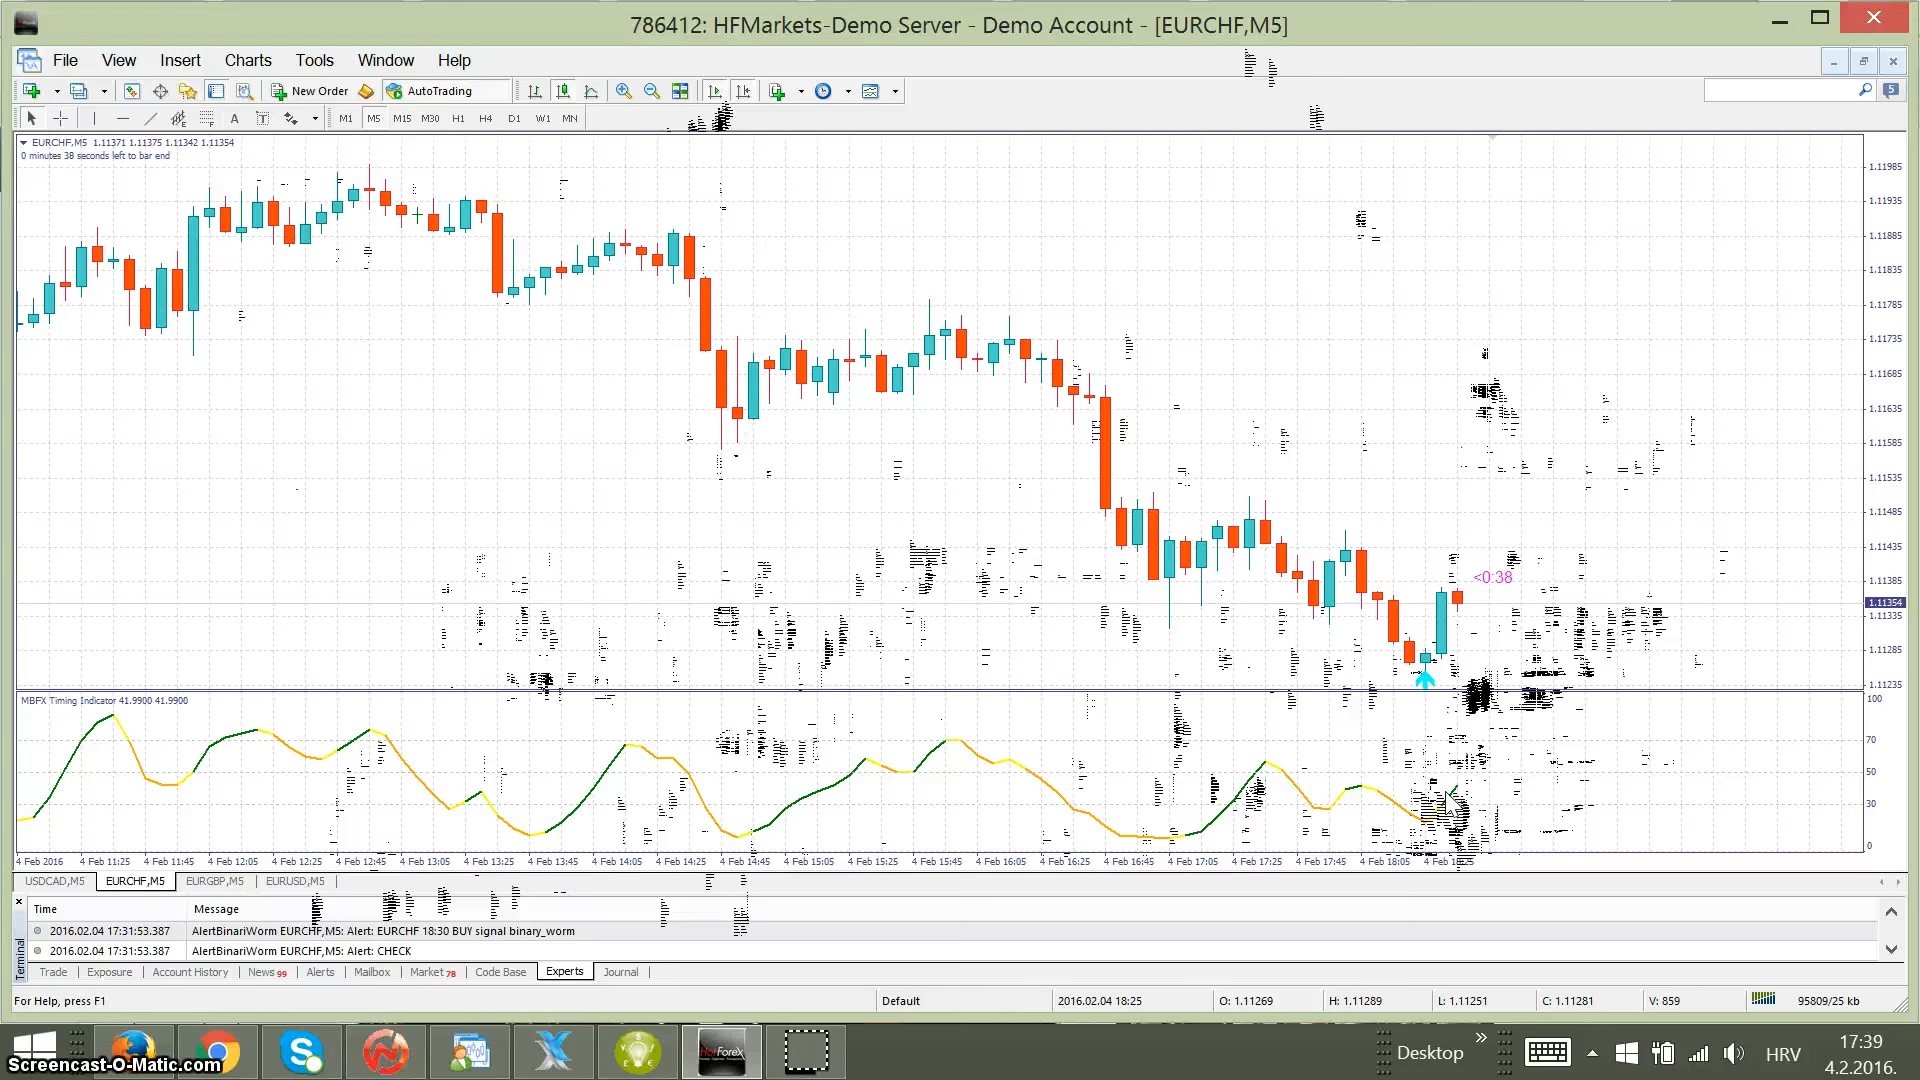 786412: HFMarkets-Demo Server - Demo Account - [EURCHF,M5]
File View Insert Charts Tools Window Help
New Order AutoTrading 5
A T M1 M5 M15 M30 H1 H4 D1 W1 MN
EURCHF,M5 1.11371 1.11375 1.11342 1.11354
0 minutes 38 seconds left to bar end
1.11985
1.11935
1.11885
1.11835
1.11785
1.11735
1.11685
1.11635
1.11585
1.11535
1.11485
1.11435
<0:38
1.11385
1.11354
1.11335
1.11285
1.11235
MBFX Timing Indicator 41.9900 41.9900
100
70
50
30
0
4 Feb 2016 4 Feb 11:25 4 Feb 11:45 4 Feb 12:05 4 Feb 12:25 4 Feb 12:45 4 Feb 13:05 4 Feb 13:25 4 Feb 13:45 4 Feb 14:05 4 Feb 14:25 4 Feb 14:45 4 Feb 15:05 4 Feb 15:25 4 Feb 15:45 4 Feb 16:05 4 Feb 16:25 4 Feb 16:45 4 Feb 17:05 4 Feb 17:25 4 Feb 17:45 4 Feb 18:05 4 Feb 18:25
USDCAD,M5 EURCHF,M5 EURGBP,M5 EURUSD,M5
Time Message
2016.02.04 17:31:53.387 AlertBinariWorm EURCHF,M5: Alert: EURCHF 18:30 BUY signal binary_worm
2016.02.04 17:31:53.387 AlertBinariWorm EURCHF,M5: Alert: CHECK
Terminal
Trade Exposure Account History News 99 Alerts Mailbox Market 78 Code Base Experts Journal
For Help, press F1 Default 2016.02.04 18:25 O: 1.11269 H: 1.11289 L: 1.11251 C: 1.11281 V: 859 95809/25 kb
HotForex
Desktop HRV 17:39
4.2.2016.
Screencast-O-Matic.com